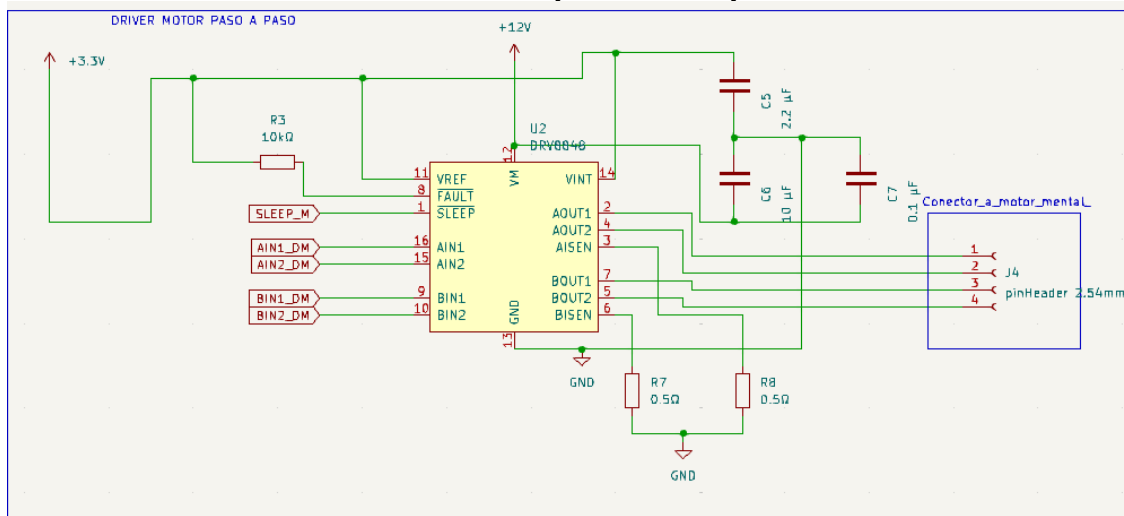 DRIVER MOTOR PASO A PASO
+3.3V
+12V
R3
10kΩ
C5
2.2 µF
U2
DRV8848
C6
10 µF
C7
0.1 µF
12
VM
11
VREF
8
FAULT
1
SLEEP
16
AIN1
15
AIN2
9
BIN1
10
BIN2
GND
13
VINT
14
AOUT1
2
AOUT2
4
AISEN
3
BOUT1
7
BOUT2
5
BISEN
6
SLEEP_M
AIN1_DM
AIN2_DM
BIN1_DM
BIN2_DM
Conector_a_motor_mental_
1
2
3
4
J4
pinHeader 2.54mm
GND
R7
0.5Ω
R8
0.5Ω
GND